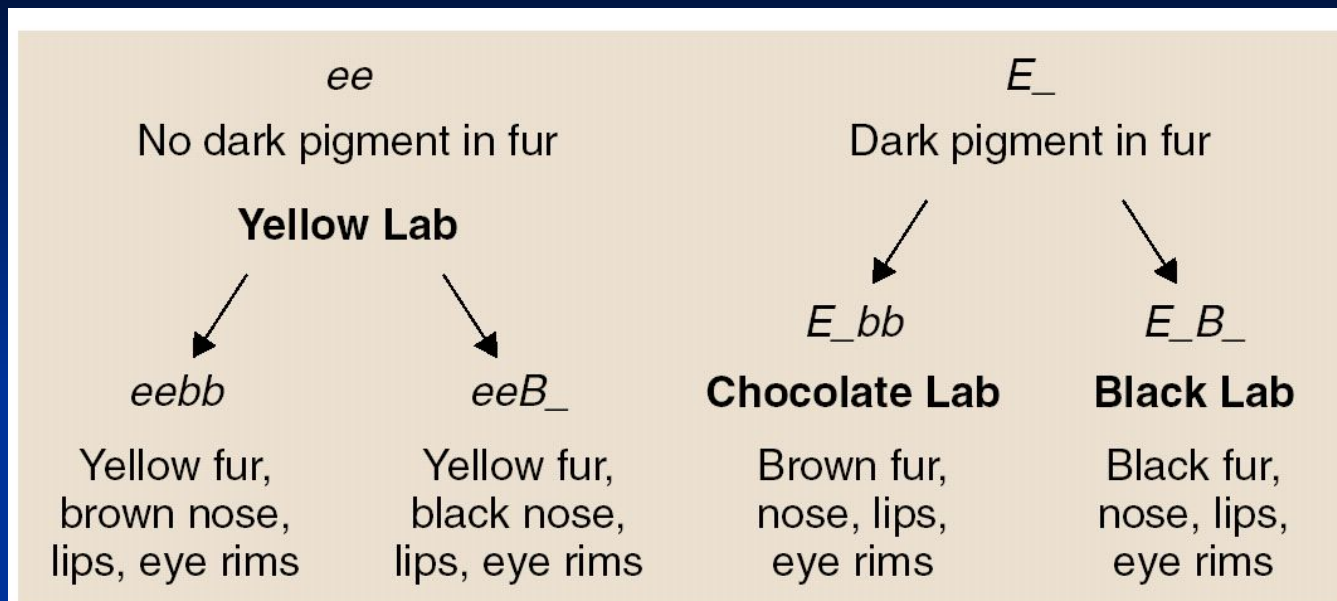 ee
No dark pigment in fur
Yellow Lab
eebb
Yellow fur,
brown nose,
lips, eye rims
eeB_
Yellow fur,
black nose,
lips, eye rims
E_
Dark pigment in fur
E_bb
Chocolate Lab
Brown fur,
nose, lips,
eye rims
E_B_
Black Lab
Black fur,
nose, lips,
eye rims